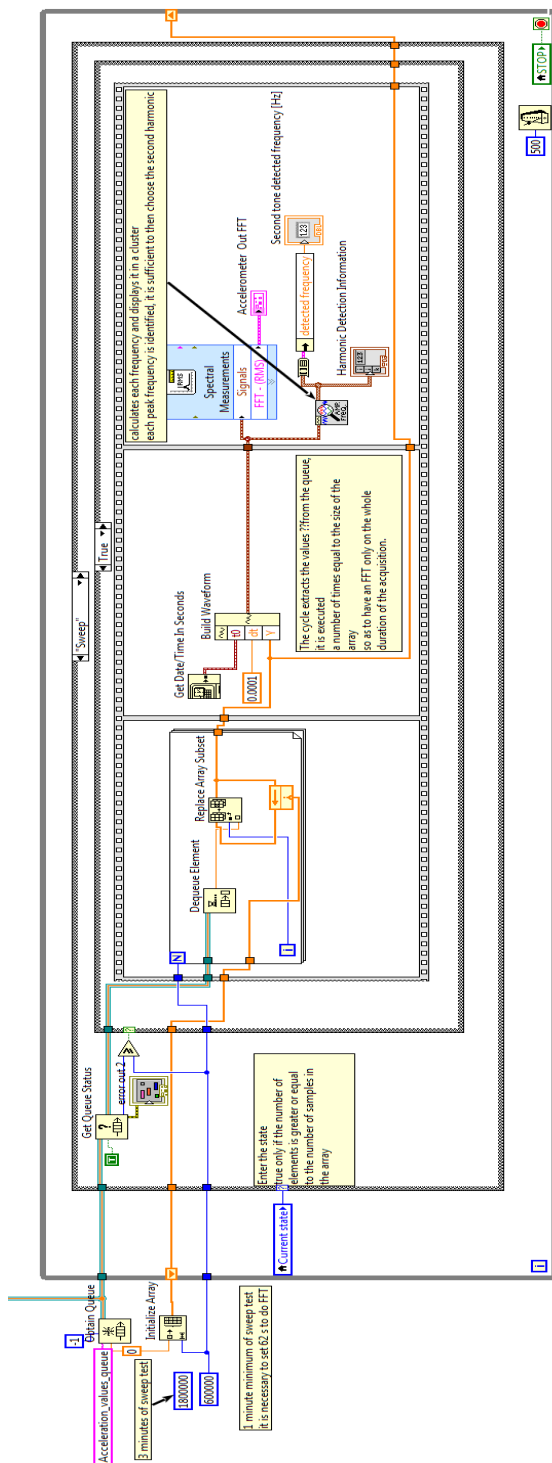 Acceleration_values_queue
-1
Obtain Queue
0
Initialize Array
3 minutes of sweep test
1800000
600000
1 minute minimum of sweep test
it is necessary to set 62 s to do FFT
"Sweep"
Current state
i
Get Queue Status
?
T
error out 2
Enter the state
true only if the number of
elements is greater or equal
to the number of samples in
the array
True
N
i
Dequeue Element
Replace Array Subset
Get Date/Time In Seconds
Build Waveform
t0
dt
Y
0.0001
The cycle extracts the values ??from the queue,
it is executed
a number of times equal to the size of the
array
so as to have an FFT only on the whole
duration of the acquisition.
calculates each frequency and displays it in a cluster
each peak frequency is identified, it is sufficient to then choose the second harmonic
RMS
Spectral
Measurements
Signals
FFT - (RMS)
Accelerometer Out FFT
Second tone detected frequency [Hz]
detected frequency
123
Harmonic Detection Information
500
STOP